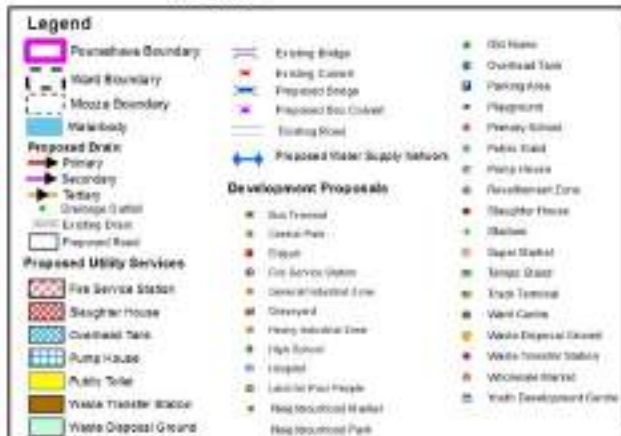 Legend
Pourashava Boundary
Ward Boundary
Mouza Boundary
Waterbody
Proposed Drain
Primary
Secondary
Tertiary
Drainage Outfall
Existing Drain
Proposed Road
Proposed Utility Services
Fire Service Station
Slaughter House
Overhead Tank
Pump House
Public Toilet
Waste Transfer Station
Waste Disposal Ground
Existing Bridge
Existing Culvert
Proposed Bridge
Proposed Box Culvert
Existing Road
Proposed Water Supply Network
Development Proposals
Bus Terminal
Central Park
Eidgah
Fire Service Station
General Industrial Zone
Graveyard
Heavy Industrial Zone
High School
Hospital
Land for Poor People
Neighbourhood Market
Neighbourhood Park
Old Home
Overhead Tank
Parking Area
Playground
Primary School
Public Toilet
Pump House
Resettlement Zone
Slaughter House
Stadium
Super Market
Tempo Stand
Truck Terminal
Ward Centre
Waste Disposal Ground
Waste Transfer Station
Wholesale Market
Youth Development Centre